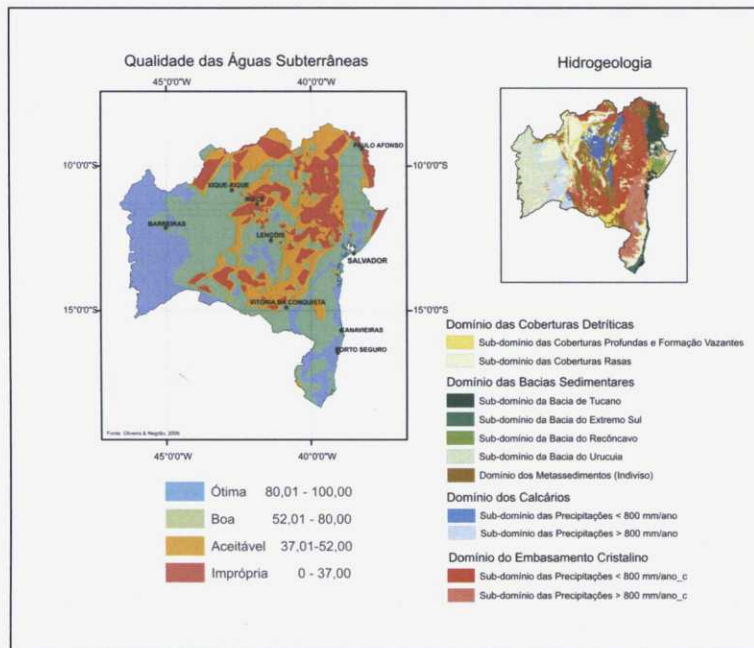 Qualidade das Águas Subterrâneas
45°0'0"W 40°0'0"W
10°0'0"S
15°0'0"S
PAULO AFONSO
XIQUE-XIQUE
IRECÊ
BARREIRAS
LENÇÓIS
SALVADOR
VITÓRIA DA CONQUISTA
CANAVIEIRAS
PORTO SEGURO
Fonte: Oliveira & Negrão,
10°0'0"S
15°0'0"S
45°0'0"W 40°0'0"W
Ótima 80,01 - 100,00
Boa 52,01 - 80,00
Aceitável 37,01-52,00
Imprópria 0 - 37,00
Hidrogeologia
Domínio das Coberturas Detríticas
Sub-domínio das Coberturas Profundas e Formação Vazantes
Sub-domínio das Coberturas Rasas
Domínio das Bacias Sedimentares
Sub-domínio da Bacia de Tucano
Sub-domínio da Bacia do Extremo Sul
Sub-domínio da Bacia do Recôncavo
Sub-domínio da Bacia do Urucuia
Domínio dos Metassedimentos (Indiviso)
Domínio dos Calcários
Sub-domínio das Precipitações < 800 mm/ano
Sub-domínio das Precipitações > 800 mm/ano
Domínio do Embasamento Cristalino
Sub-domínio das Precipitações < 800 mm/ano_c
Sub-domínio das Precipitações > 800 mm/ano_c